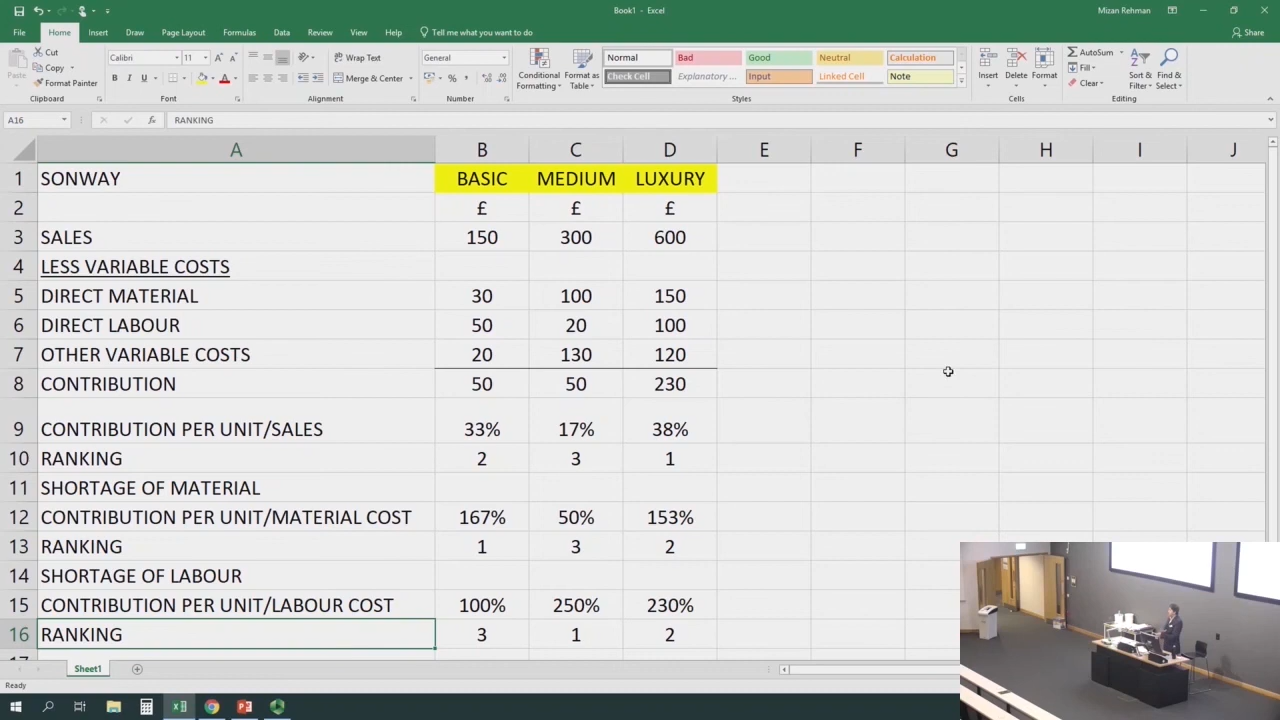 Book1 - Excel
Mizan Rehman
File Home Insert Draw Page Layout Formulas Data Review View Help Tell me what you want to do Share
Cut
Copy
Format Painter
Paste
Clipboard
Calibri 11
B I U
Font
Wrap Text
Merge & Center
Alignment
General
%
Number
Conditional Formatting
Format as Table
Normal Bad Good Neutral Calculation
Check Cell Explanatory ... Input Linked Cell Note
Styles
Insert Delete Format
Cells
AutoSum
Fill
Clear
Sort & Filter
Find & Select
Editing
A16 fx RANKING
A B C D E F G H I J
1 SONWAY BASIC MEDIUM LUXURY
2 £ £ £
3 SALES 150 300 600
4 LESS VARIABLE COSTS
5 DIRECT MATERIAL 30 100 150
6 DIRECT LABOUR 50 20 100
7 OTHER VARIABLE COSTS 20 130 120
8 CONTRIBUTION 50 50 230
9 CONTRIBUTION PER UNIT/SALES 33% 17% 38%
10 RANKING 2 3 1
11 SHORTAGE OF MATERIAL
12 CONTRIBUTION PER UNIT/MATERIAL COST 167% 50% 153%
13 RANKING 1 3 2
14 SHORTAGE OF LABOUR
15 CONTRIBUTION PER UNIT/LABOUR COST 100% 250% 230%
16 RANKING 3 1 2
Sheet1
Ready